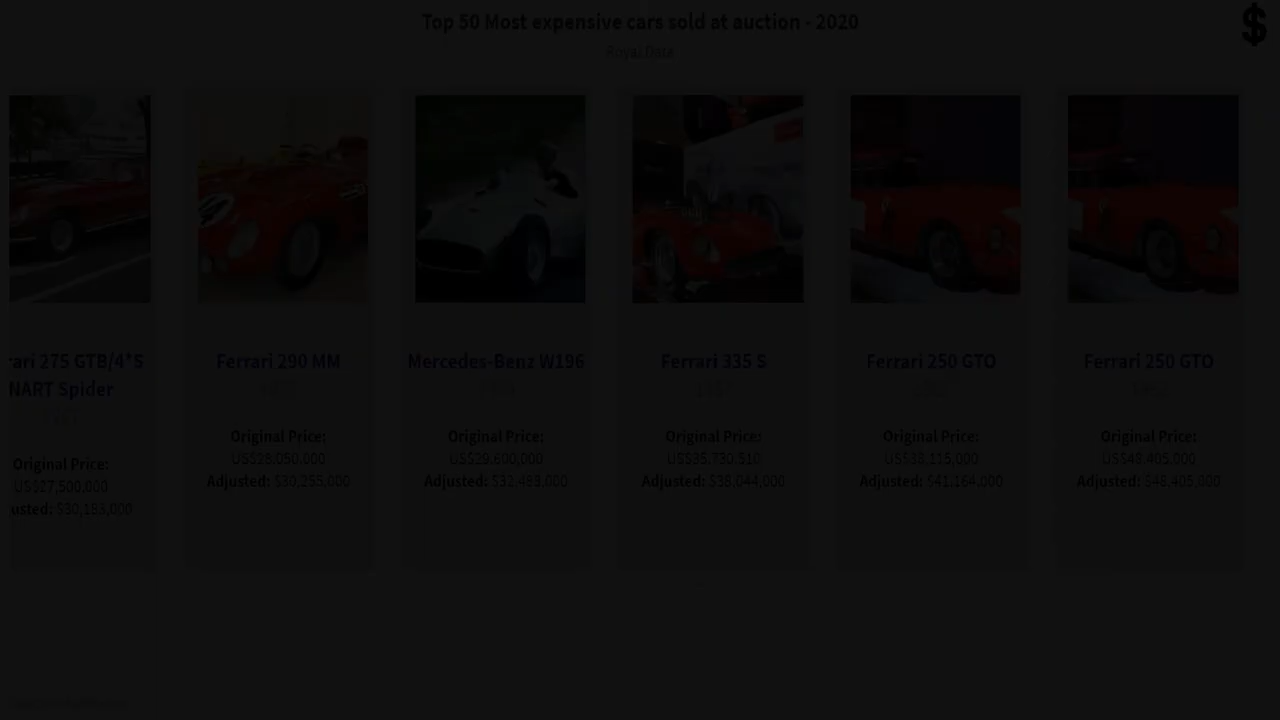 Top 50 Most expensive cars sold at auction - 2020
$
Royal Data
rari 275 GTB/4*S
NART Spider
Original Price:
US$27,500,000
usted: $30,153,000
Ferrari 290 MM
Original Price:
US$28,050,000
Adjusted: $30,255,000
Mercedes-Benz W196
Original Price:
US$29,600,000
Adjusted: $32,483,000
Ferrari 335 S
Original Price:
US$35,730,510
Adjusted: $38,044,000
Ferrari 250 GTO
Original Price:
US$38,115,000
Adjusted: $41,164,000
Ferrari 250 GTO
Original Price:
US$48,405,000
Adjusted: $48,405,000